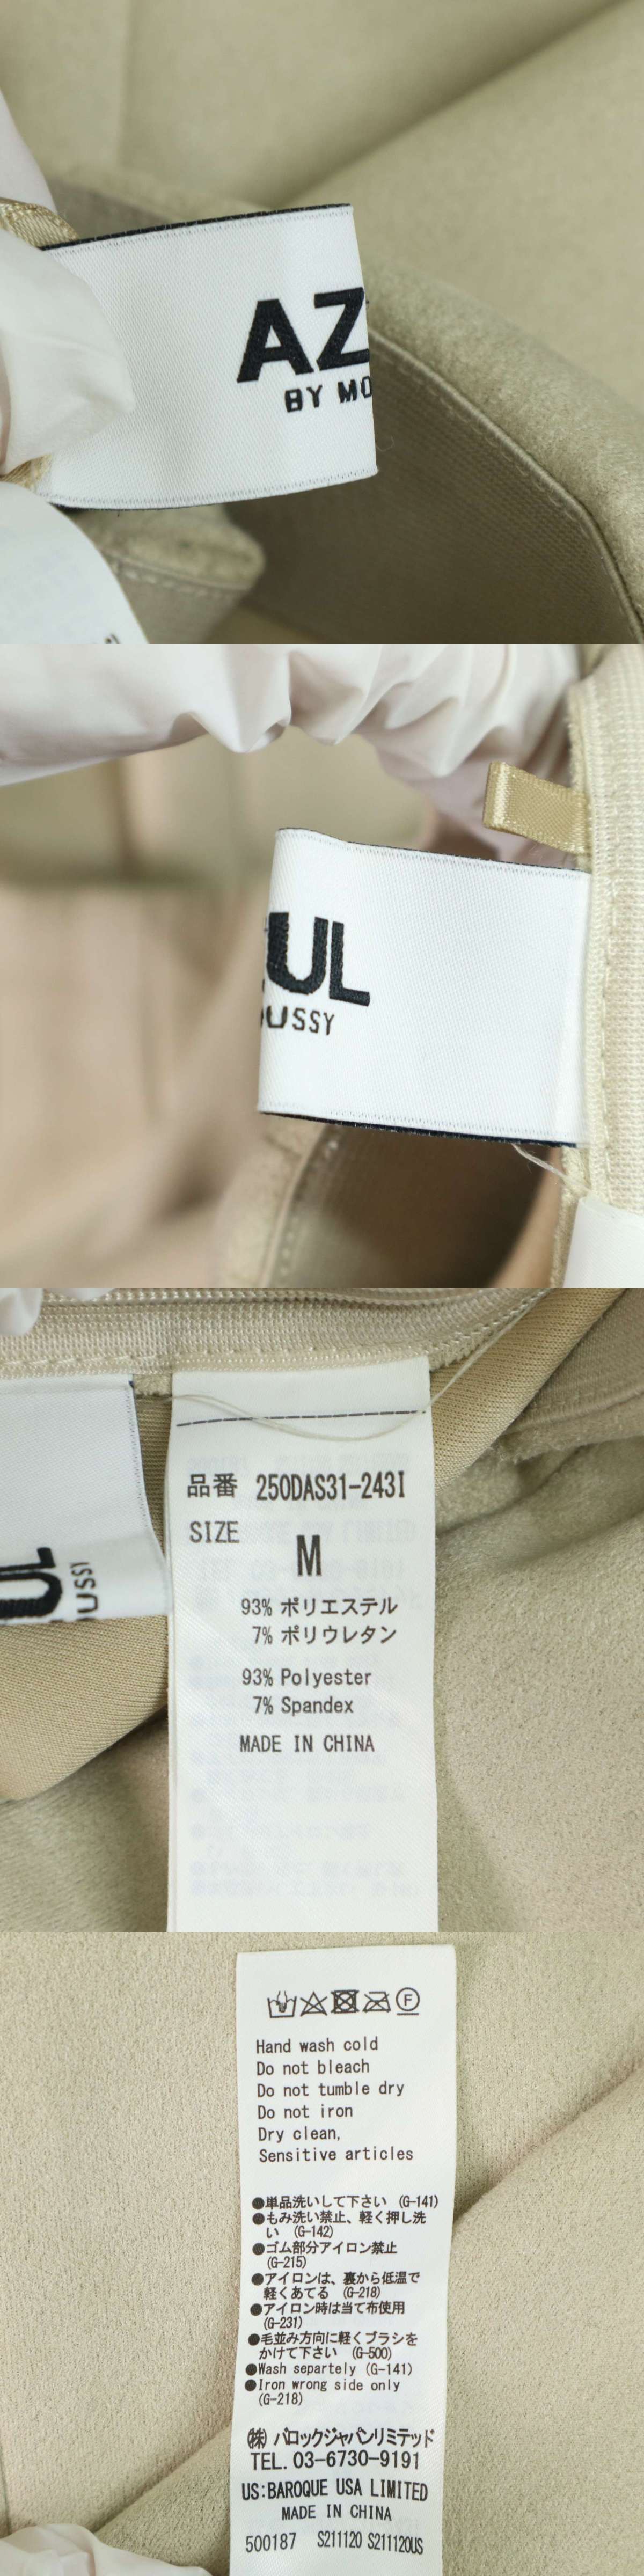 AZ
BY MO
UL
USSY
UL
USSY
品番 250DAS31-243I
SIZE
M
93% ポリエステル
7% ポリウレタン
93% Polyester
7% Spandex
MADE IN CHINA
F
Hand wash cold
Do not bleach
Do not tumble dry
Do not iron
Dry clean,
Sensitive articles
●単品洗いして下さい (G-141)
●もみ洗い禁止、軽く押し洗
い (G-142)
●ゴム部分アイロン禁止
(G-215)
●アイロンは、裏から低温で
軽くあてる (G-218)
●アイロン時は当て布使用
(G-231)
●毛並み方向に軽くブラシを
かけて下さい (G-500)
●Wash separtely (G-141)
●Iron wrong side only
(G-218)
㈱ バロックジャパンリミテッド
TEL. 03-6730-9191
US:BAROQUE USA LIMITED
MADE IN CHINA
500187 S211120 S211120US